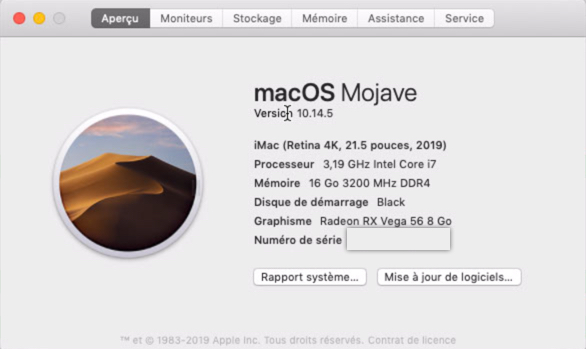 Aperçu Moniteurs Stockage Mémoire Assistance Service
macOS Mojave
Version 10.14.5
iMac (Retina 4K, 21.5 pouces, 2019)
Processeur 3,19 GHz Intel Core i7
Mémoire 16 Go 3200 MHz DDR4
Disque de démarrage Black
Graphisme Radeon RX Vega 56 8 Go
Numéro de série
Rapport système... Mise à jour de logiciels...
™ et © 1983-2019 Apple Inc. Tous droits réservés. Contrat de licence